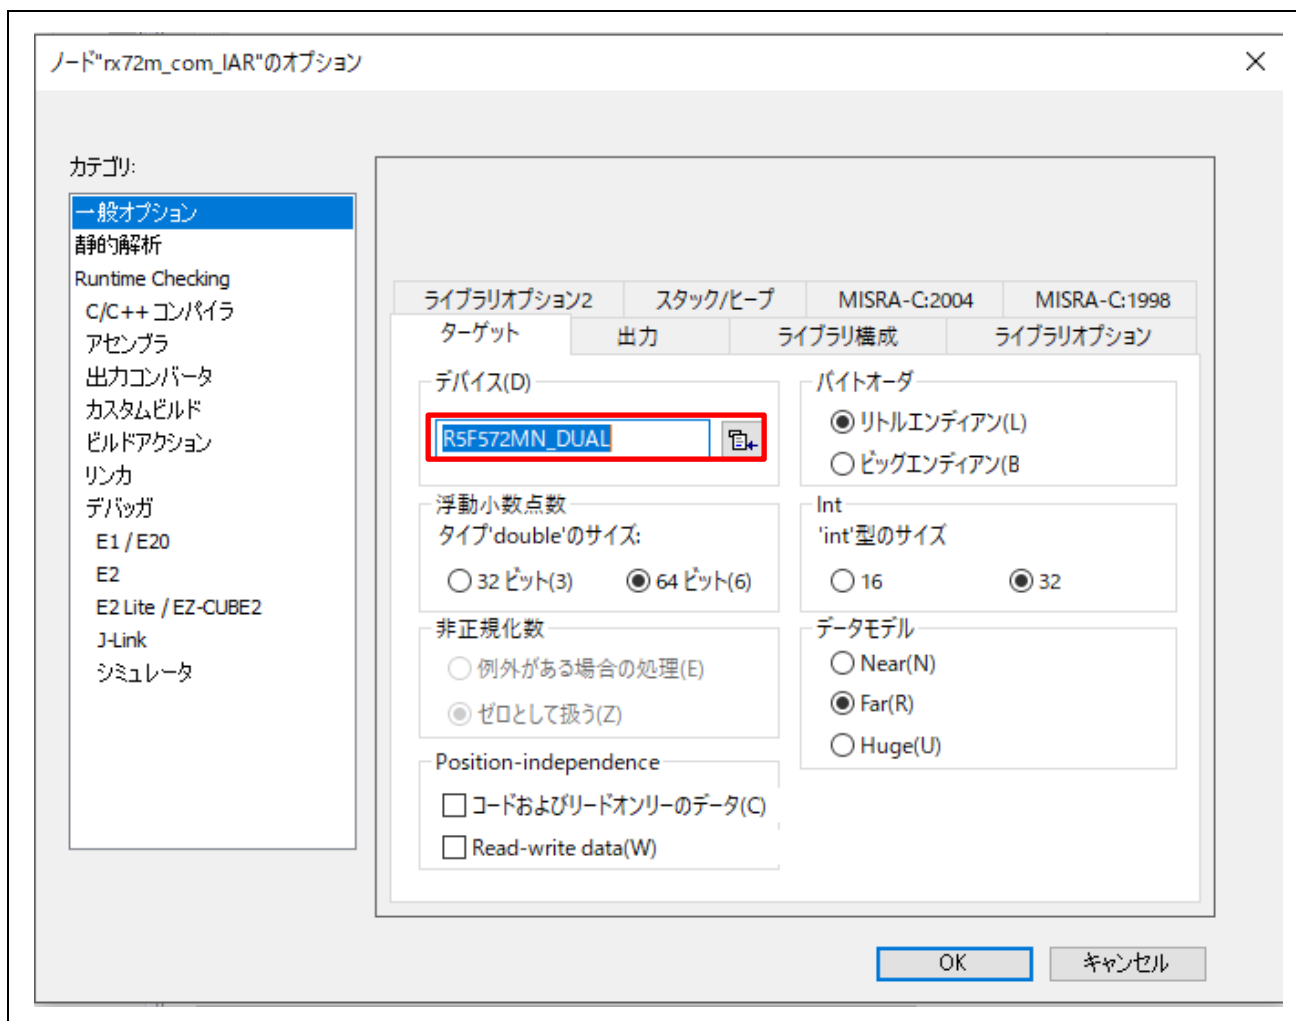 ノード"rx72m_com_IAR"のオプション
カテゴリ:
一般オプション
静的解析
Runtime Checking
C/C++ コンパイラ
アセンブラ
出力コンバータ
カスタムビルド
ビルドアクション
リンカ
デバッガ
E1 / E20
E2
E2 Lite / EZ-CUBE2
J-Link
シミュレータ
ライブラリオプション2 スタック/ヒープ MISRA-C:2004 MISRA-C:1998
ターゲット 出力 ライブラリ構成 ライブラリオプション
デバイス(D)
R5F572MN_DUAL
バイトオーダ
リトルエンディアン(L)
ビッグエンディアン(B
浮動小数点数
タイプ'double'のサイズ:
32 ビット(3) 64 ビット(6)
Int
'int'型のサイズ
16 32
非正規化数
例外がある場合の処理(E)
ゼロとして扱う(Z)
データモデル
Near(N)
Far(R)
Huge(U)
Position-independence
コードおよびリードオンリーのデータ(C)
Read-write data(W)
OK キャンセル